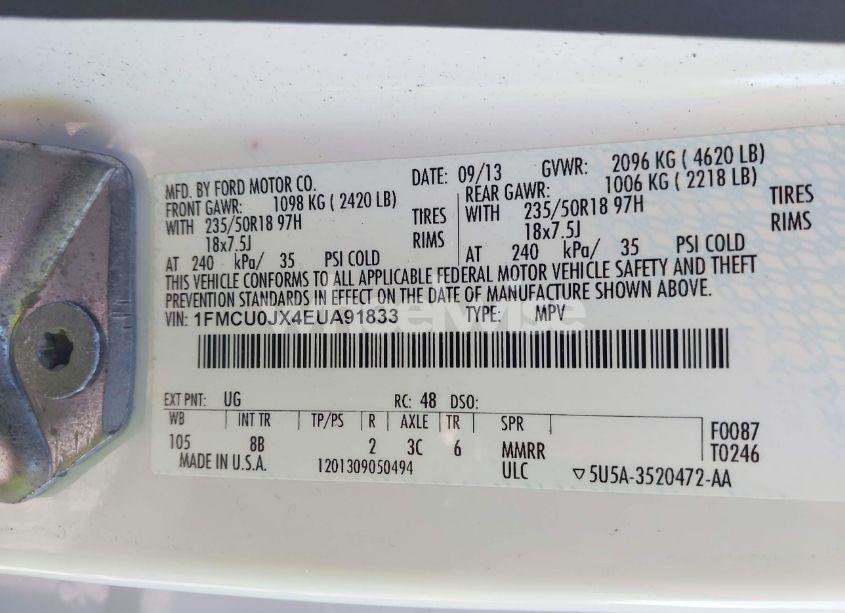 MFD. BY FORD MOTOR CO. DATE: 09/13 GVWR: 2096 KG ( 4620 LB)
FRONT GAWR: 1098 KG ( 2420 LB) REAR GAWR: 1006 KG ( 2218 LB)
WITH 235/50R18 97H TIRES WITH 235/50R18 97H TIRES
18x7.5J RIMS 18x7.5J RIMS
AT 240 kPa/ 35 PSI COLD AT 240 kPa/ 35 PSI COLD
THIS VEHICLE CONFORMS TO ALL APPLICABLE FEDERAL MOTOR VEHICLE SAFETY AND THEFT
PREVENTION STANDARDS IN EFFECT ON THE DATE OF MANUFACTURE SHOWN ABOVE.
VIN: 1FMCU0JX4EUA91833 TYPE: MPV
EXT PNT: UG RC: 48 DSO:
WB INT TR TP/PS R AXLE TR SPR F0087
105 8B 2 3C 6 MMRR T0246
MADE IN U.S.A. 1201309050494 ULC ▽5U5A-3520472-AA